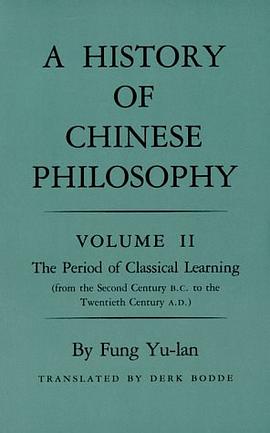 A HISTORY
OF
CHINESE
PHILOSOPHY
VOLUME II
The Period of Classical Learning
(from the Second Century B.C. to the
Twentieth Century A.D.)
By Fung Yu-lan
TRANSLATED BY DERK BODDE